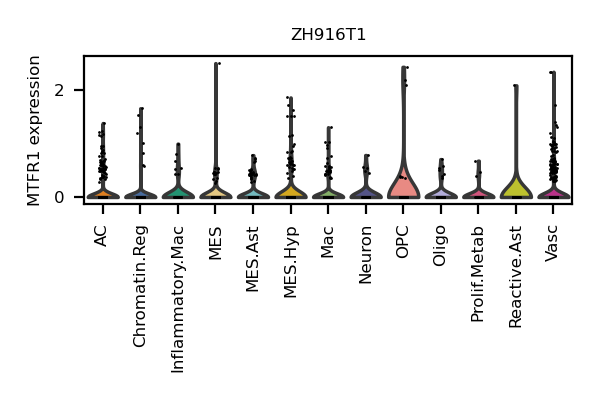 ZH916T1
MTFR1 expression
2
0
AC
Chromatin.Reg
Inflammatory.Mac
MES
MES.Ast
MES.Hyp
Mac
Neuron
OPC
Oligo
Prolif.Metab
Reactive.Ast
Vasc